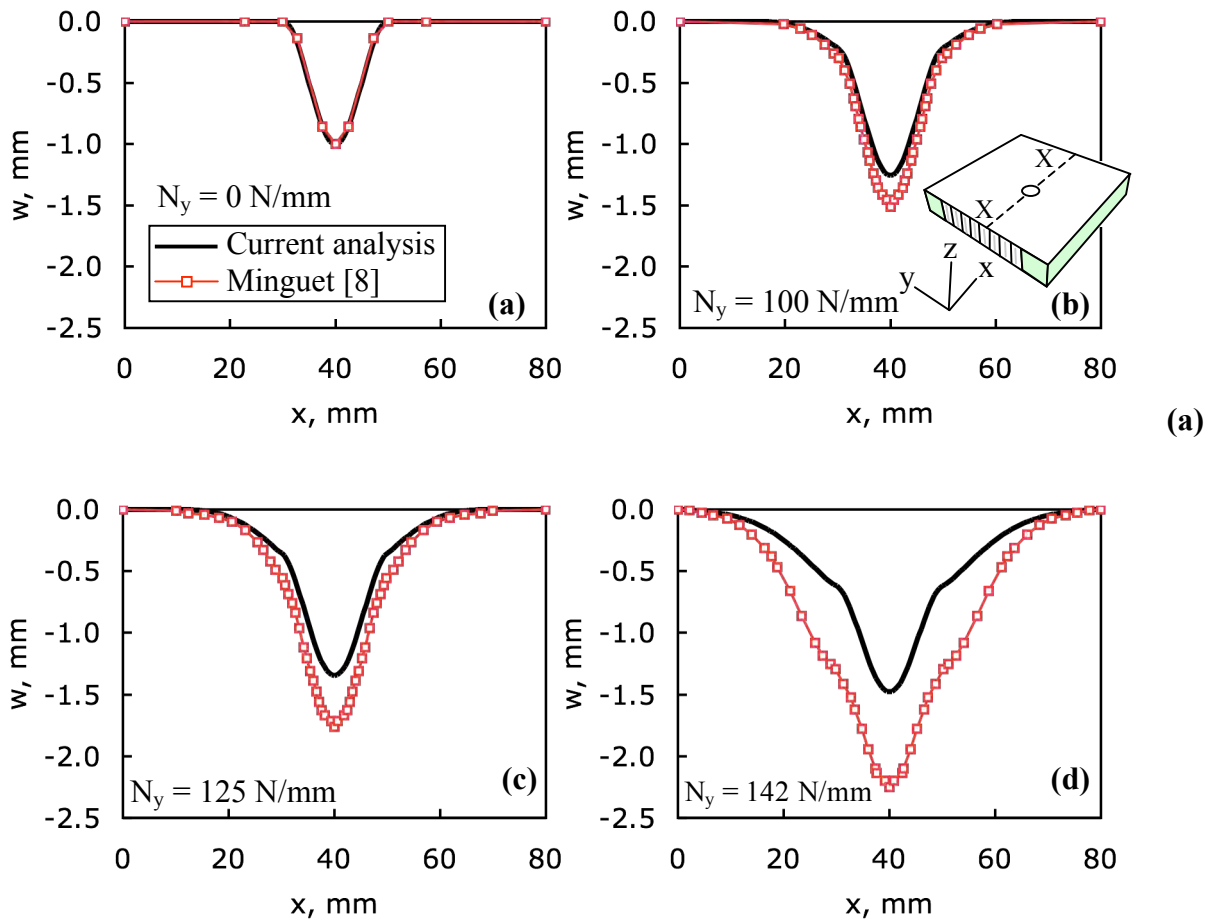 0.0
-0.5
-1.0
-1.5
-2.0
-2.5
w, mm
N_y = 0 N/mm
Current analysis
Minguet [8]
(a)
0 20 40 60 80
x, mm
0.0
-0.5
-1.0
-1.5
-2.0
-2.5
w, mm
X
X
z
y
x
N_y = 100 N/mm
(b)
0 20 40 60 80
x, mm
(a)
0.0
-0.5
-1.0
-1.5
-2.0
-2.5
w, mm
N_y = 125 N/mm
(c)
0 20 40 60 80
x, mm
0.0
-0.5
-1.0
-1.5
-2.0
-2.5
w, mm
N_y = 142 N/mm
(d)
0 20 40 60 80
x, mm